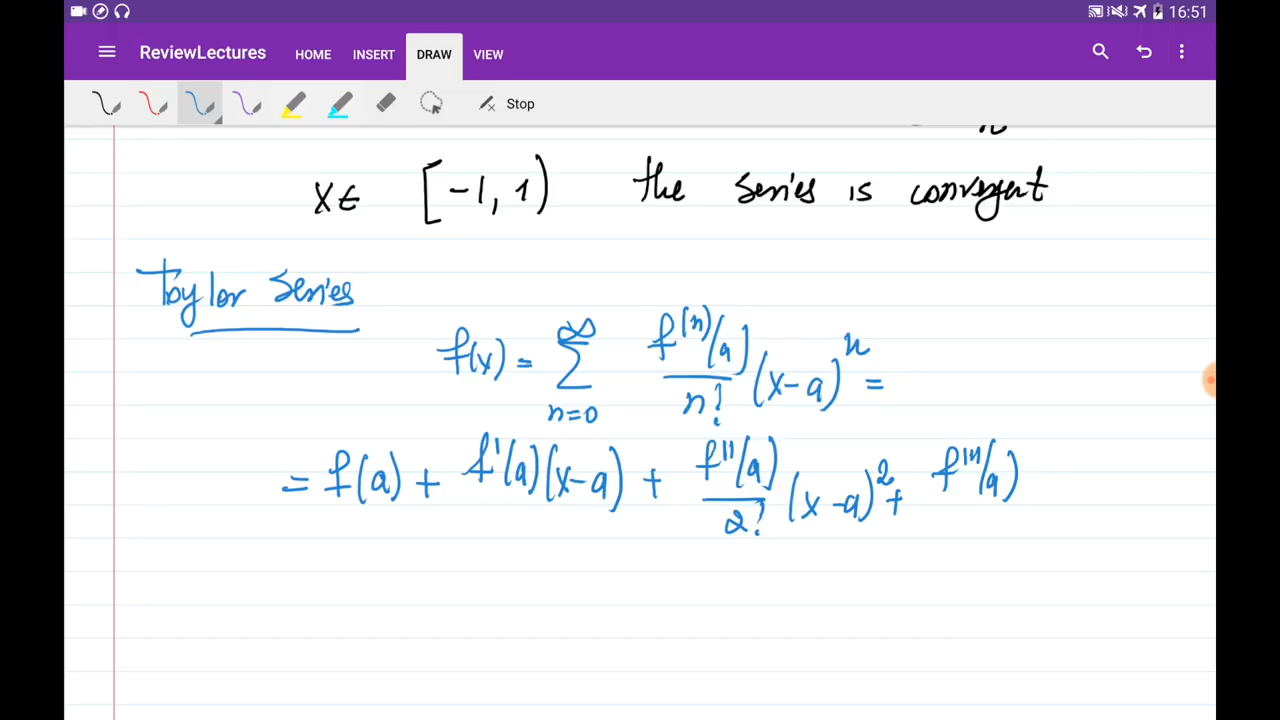 16:51
ReviewLectures HOME INSERT DRAW VIEW
Stop
x∈ [-1, 1) the series is convergent
Taylor Series
f(x) = ∑_{n=0}^{∞} f^{(n)}(a)/n! (x-a)^n =
= f(a) + f'(a)(x-a) + f''(a)/2! (x-a)^2 + f'''(a)